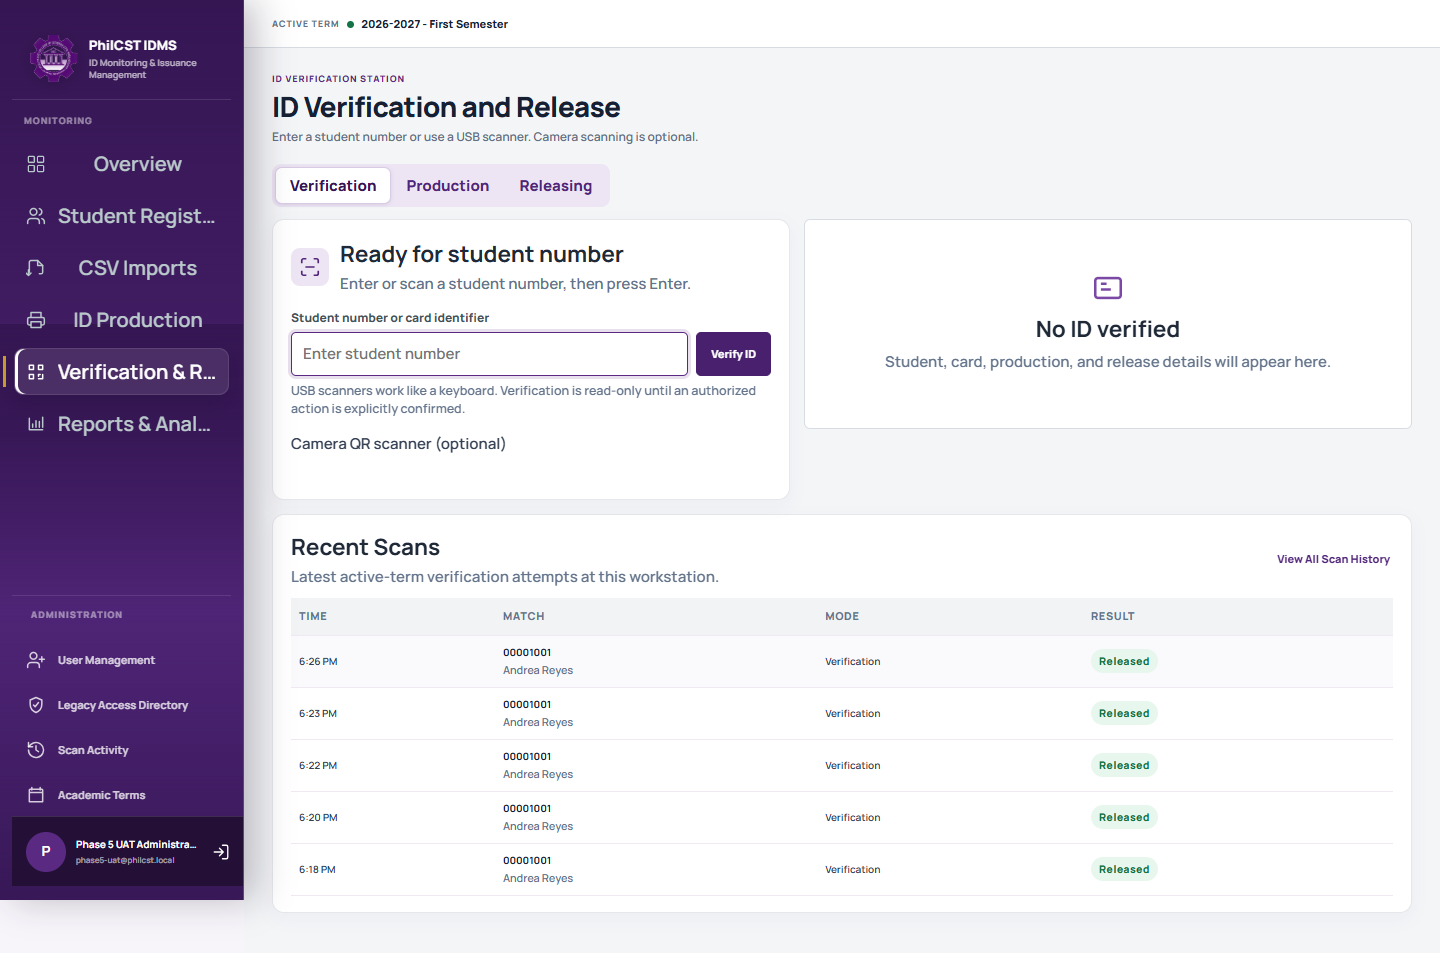 PhilCST IDMS
ID Monitoring & Issuance
Management
MONITORING
Overview
Student Regist...
CSV Imports
ID Production
Verification & R...
Reports & Anal...
ADMINISTRATION
User Management
Legacy Access Directory
Scan Activity
Academic Terms
P
Phase 5 UAT Administra...
phase5-uat@philcst.local
ACTIVE TERM 2026-2027 - First Semester
ID VERIFICATION STATION
ID Verification and Release
Enter a student number or use a USB scanner. Camera scanning is optional.
Verification Production Releasing
Ready for student number
Enter or scan a student number, then press Enter.
Student number or card identifier
Enter student number
Verify ID
USB scanners work like a keyboard. Verification is read-only until an authorized
action is explicitly confirmed.
Camera QR scanner (optional)
No ID verified
Student, card, production, and release details will appear here.
Recent Scans
Latest active-term verification attempts at this workstation.
View All Scan History
TIME MATCH MODE RESULT
6:26 PM 00001001 Andrea Reyes Verification Released
6:23 PM 00001001 Andrea Reyes Verification Released
6:22 PM 00001001 Andrea Reyes Verification Released
6:20 PM 00001001 Andrea Reyes Verification Released
6:18 PM 00001001 Andrea Reyes Verification Released